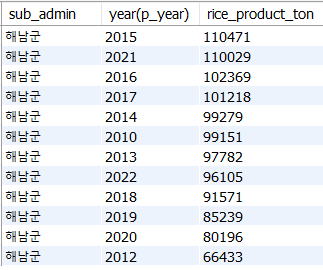 sub_admin year(p_year) rice_product_ton
해남군 2015 110471
해남군 2021 110029
해남군 2016 102369
해남군 2017 101218
해남군 2014 99279
해남군 2010 99151
해남군 2013 97782
해남군 2022 96105
해남군 2018 91571
해남군 2019 85239
해남군 2020 80196
해남군 2012 66433